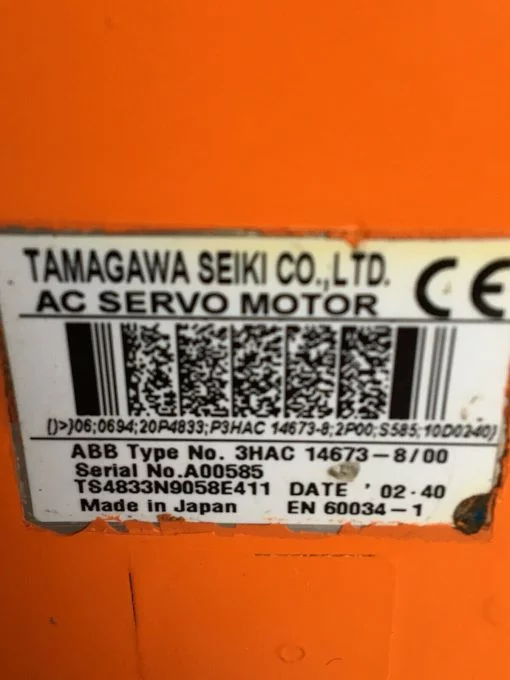 TAMAGAWA SEIKI CO.,LTD.
CE
AC SERVO MOTOR
()>}06;0694;20P4833;P3HAC 14673-8;2P00;S585;10D0240}
ABB Type No. 3HAC 14673-8/00
Serial No.A00585
TS4833N9058E411 DATE '02-40
Made in Japan EN 60034-1